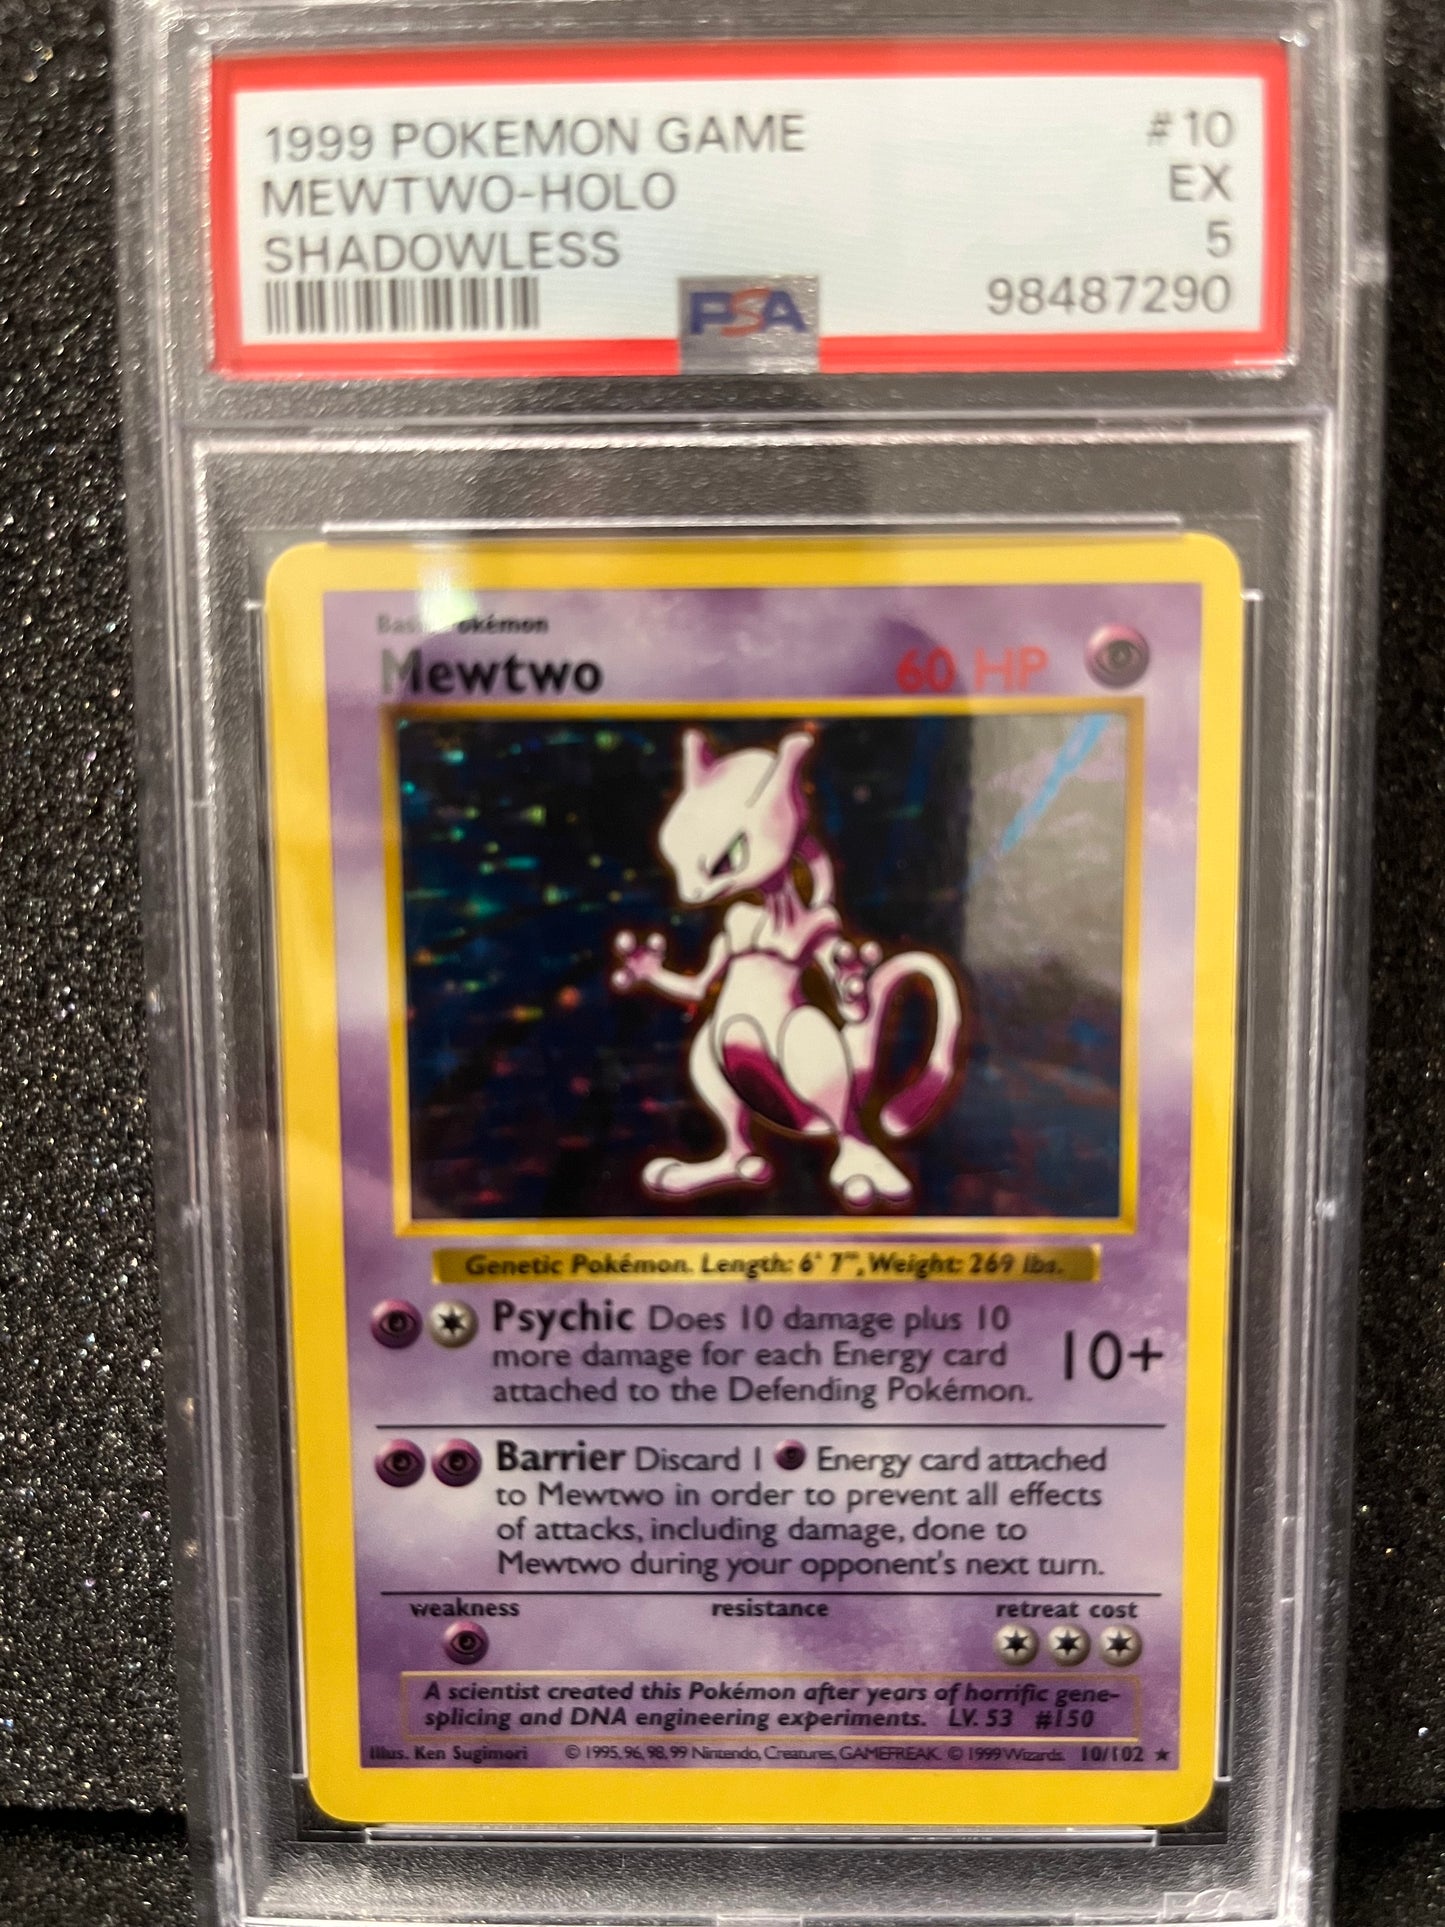 1999 POKEMON GAME #10
MEWTWO-HOLO EX
SHADOWLESS 5
PSA 98487290
Basic Pokémon
Mewtwo 60 HP
Genetic Pokémon. Length: 6' 7", Weight: 269 lbs.
Psychic Does 10 damage plus 10
more damage for each Energy card 10+
attached to the Defending Pokémon.
Barrier Discard 1 Energy card attached
to Mewtwo in order to prevent all effects
of attacks, including damage, done to
Mewtwo during your opponent's next turn.
weakness resistance retreat cost
A scientist created this Pokémon after years of horrific gene-
splicing and DNA engineering experiments. LV. 53 #150
Illus. Ken Sugimori © 1995, 96, 98, 99 Nintendo, Creatures, GAMEFREAK. © 1999 Wizards. 10/102 ★